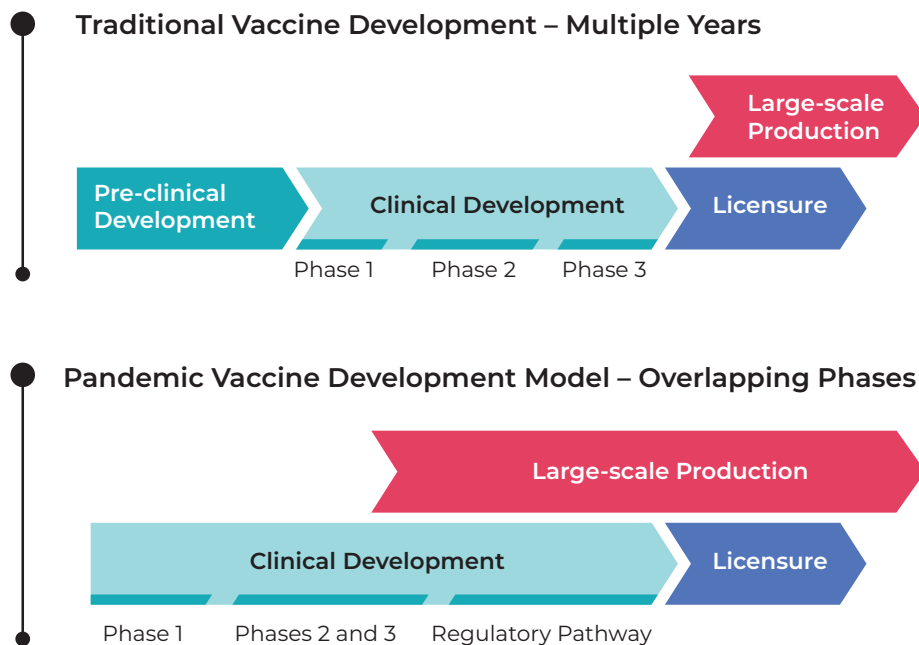 Traditional Vaccine Development – Multiple Years
Large-scale
Production
Pre-clinical
Development
Clinical Development
Licensure
Phase 1
Phase 2
Phase 3
Pandemic Vaccine Development Model – Overlapping Phases
Large-scale Production
Clinical Development
Licensure
Phase 1
Phases 2 and 3
Regulatory Pathway